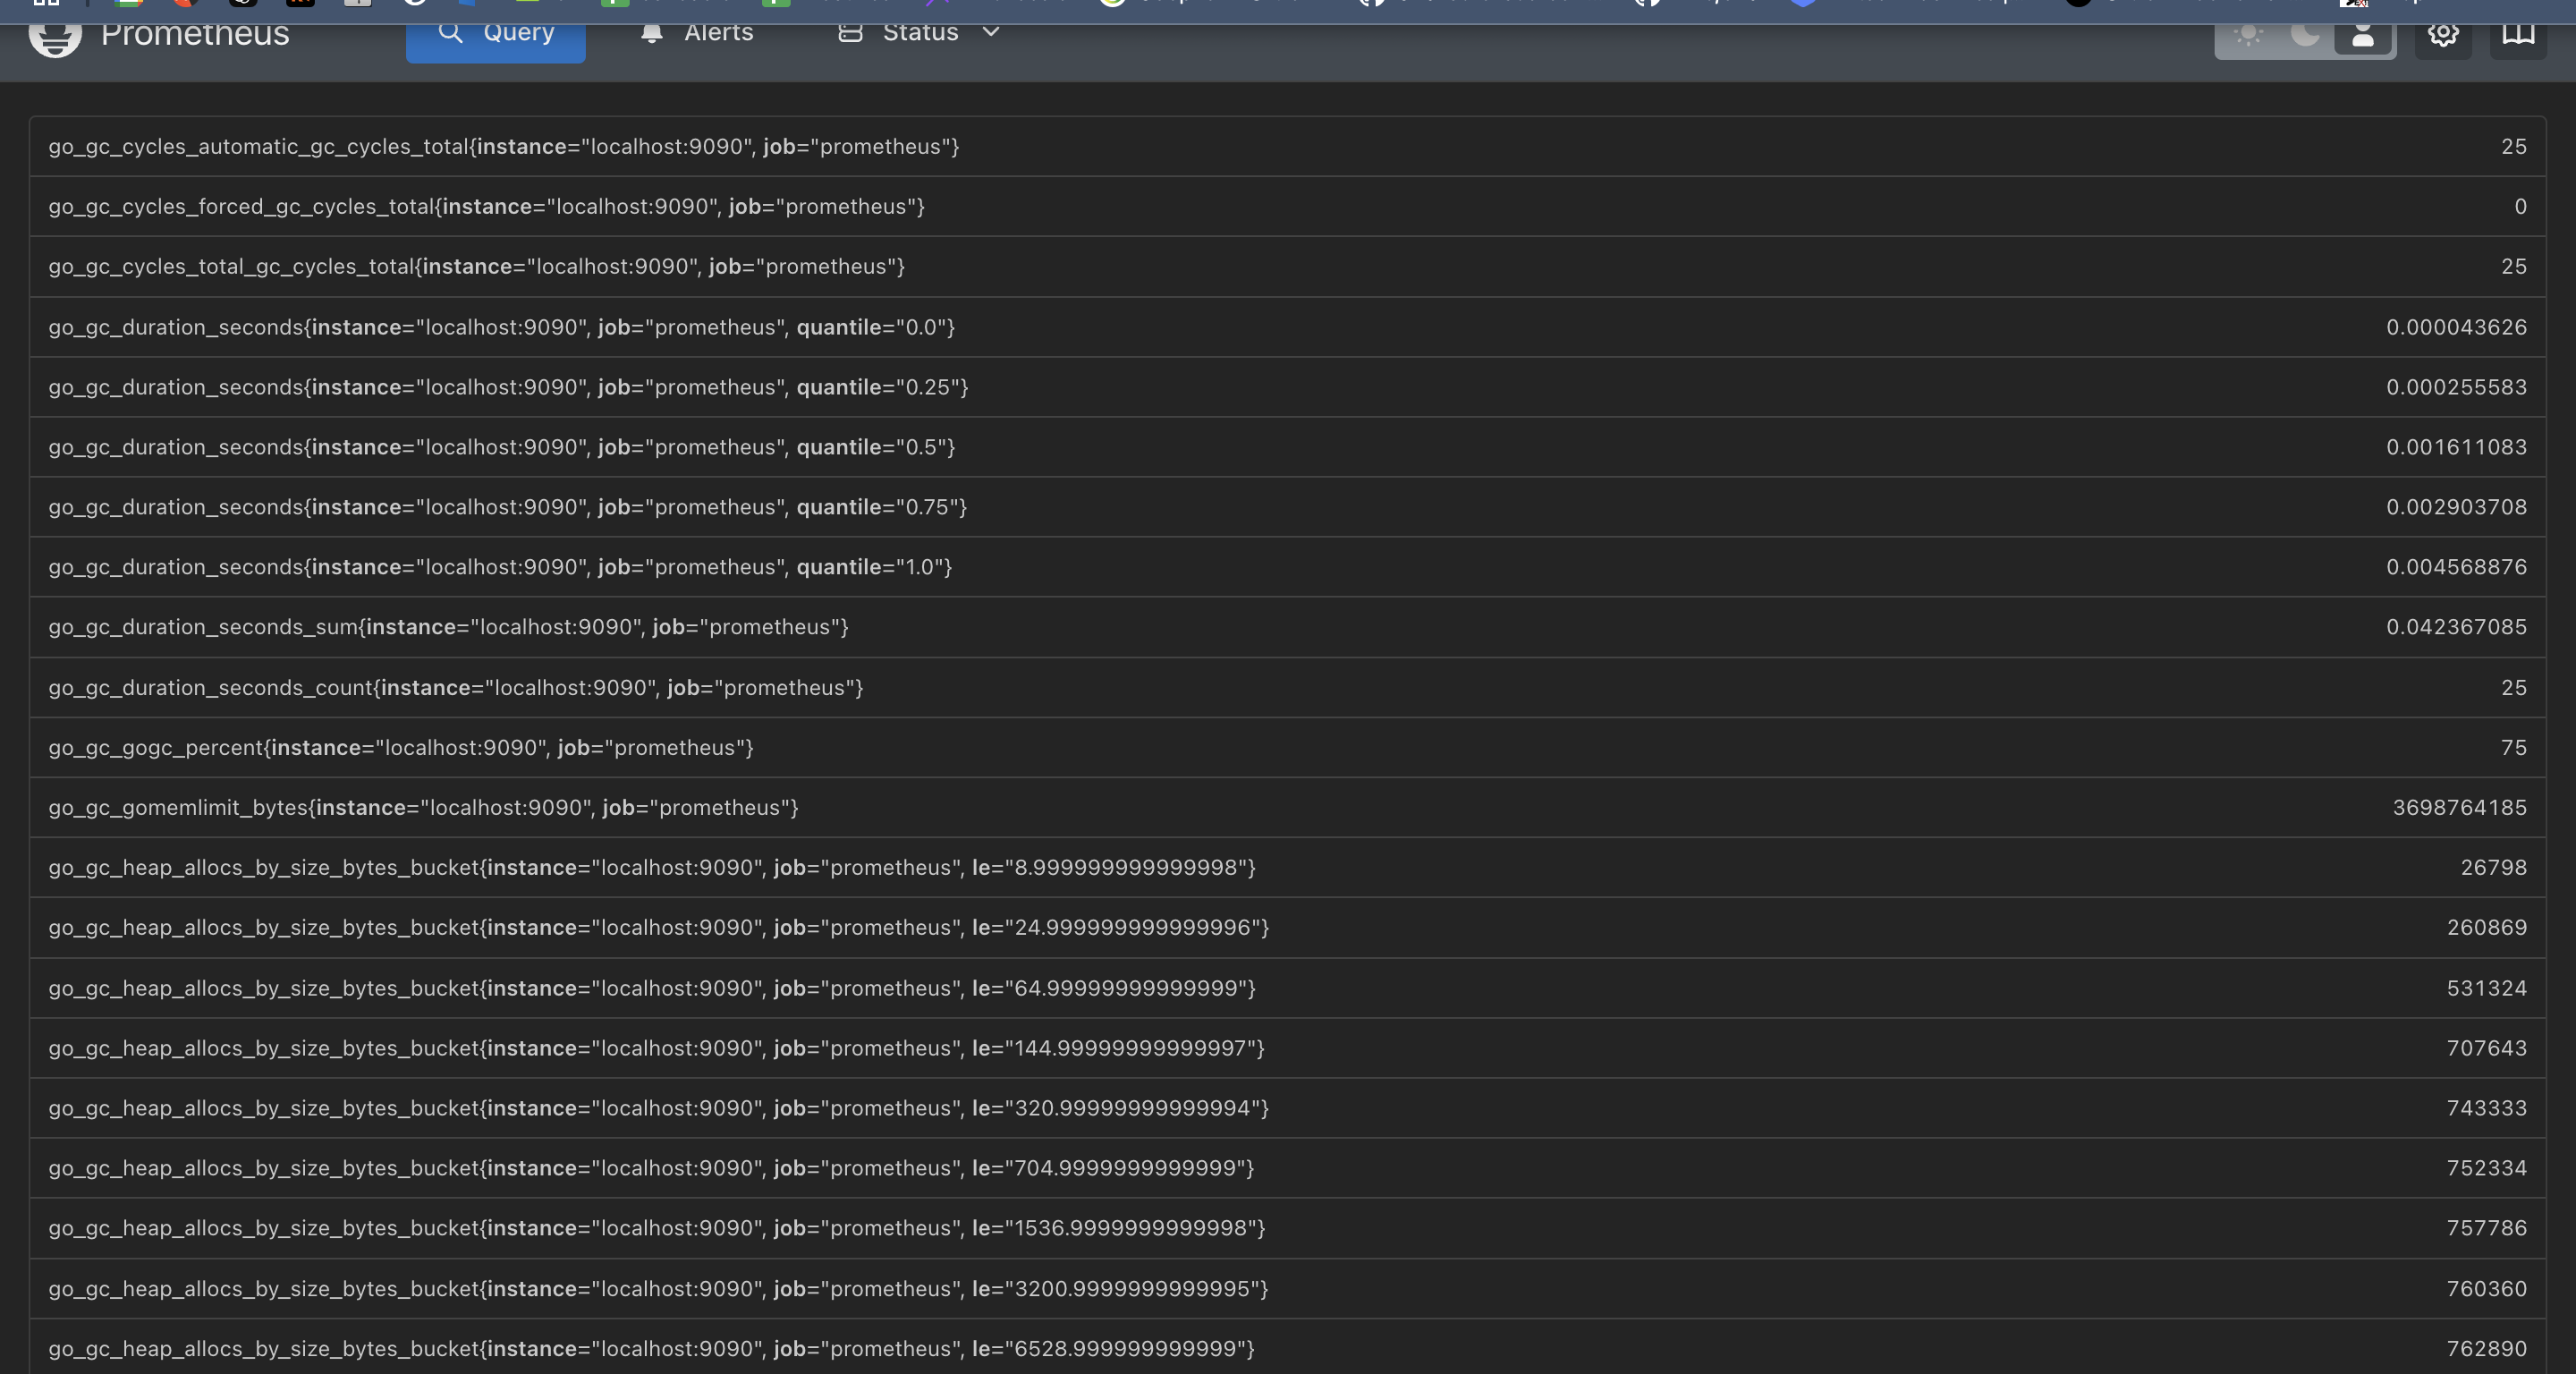 Prometheus Query Alerts Status
go_gc_cycles_automatic_gc_cycles_total{instance="localhost:9090", job="prometheus"} 25
go_gc_cycles_forced_gc_cycles_total{instance="localhost:9090", job="prometheus"} 0
go_gc_cycles_total_gc_cycles_total{instance="localhost:9090", job="prometheus"} 25
go_gc_duration_seconds{instance="localhost:9090", job="prometheus", quantile="0.0"} 0.000043626
go_gc_duration_seconds{instance="localhost:9090", job="prometheus", quantile="0.25"} 0.000255583
go_gc_duration_seconds{instance="localhost:9090", job="prometheus", quantile="0.5"} 0.001611083
go_gc_duration_seconds{instance="localhost:9090", job="prometheus", quantile="0.75"} 0.002903708
go_gc_duration_seconds{instance="localhost:9090", job="prometheus", quantile="1.0"} 0.004568876
go_gc_duration_seconds_sum{instance="localhost:9090", job="prometheus"} 0.042367085
go_gc_duration_seconds_count{instance="localhost:9090", job="prometheus"} 25
go_gc_gogc_percent{instance="localhost:9090", job="prometheus"} 75
go_gc_gomemlimit_bytes{instance="localhost:9090", job="prometheus"} 3698764185
go_gc_heap_allocs_by_size_bytes_bucket{instance="localhost:9090", job="prometheus", le="8.999999999999998"} 26798
go_gc_heap_allocs_by_size_bytes_bucket{instance="localhost:9090", job="prometheus", le="24.999999999999996"} 260869
go_gc_heap_allocs_by_size_bytes_bucket{instance="localhost:9090", job="prometheus", le="64.99999999999999"} 531324
go_gc_heap_allocs_by_size_bytes_bucket{instance="localhost:9090", job="prometheus", le="144.99999999999997"} 707643
go_gc_heap_allocs_by_size_bytes_bucket{instance="localhost:9090", job="prometheus", le="320.99999999999994"} 743333
go_gc_heap_allocs_by_size_bytes_bucket{instance="localhost:9090", job="prometheus", le="704.9999999999999"} 752334
go_gc_heap_allocs_by_size_bytes_bucket{instance="localhost:9090", job="prometheus", le="1536.9999999999998"} 757786
go_gc_heap_allocs_by_size_bytes_bucket{instance="localhost:9090", job="prometheus", le="3200.9999999999995"} 760360
go_gc_heap_allocs_by_size_bytes_bucket{instance="localhost:9090", job="prometheus", le="6528.999999999999"} 762890